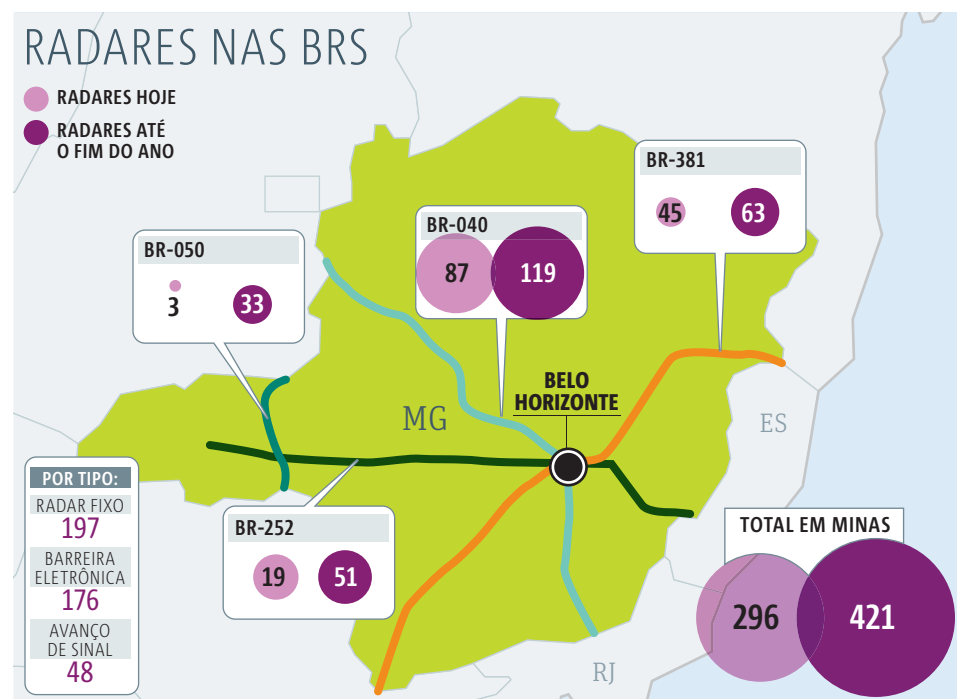 RADARES NAS BRS
RADARES HOJE
RADARES ATÉ
O FIM DO ANO
BR-381
45
63
BR-040
87
119
BR-050
3
33
BELO
HORIZONTE
MG
ES
BR-252
19
51
POR TIPO:
RADAR FIXO
197
BARREIRA
ELETRÔNICA
176
AVANÇO
DE SINAL
48
TOTAL EM MINAS
296
421
RJ